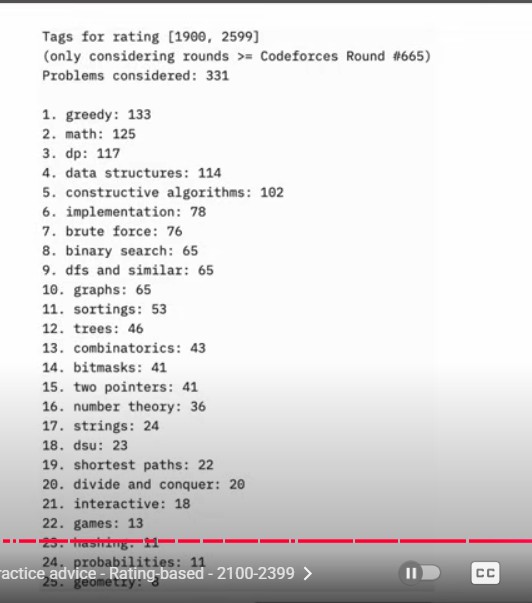 Tags for rating [1900, 2599]
(only considering rounds >= Codeforces Round #665)
Problems considered: 331
1. greedy: 133
2. math: 125
3. dp: 117
4. data structures: 114
5. constructive algorithms: 102
6. implementation: 78
7. brute force: 76
8. binary search: 65
9. dfs and similar: 65
10. graphs: 65
11. sortings: 53
12. trees: 46
13. combinatorics: 43
14. bitmasks: 41
15. two pointers: 41
16. number theory: 36
17. strings: 24
18. dsu: 23
19. shortest paths: 22
20. divide and conquer: 20
21. interactive: 18
22. games: 13
23. hashing: 11
24. probabilities: 11
ractice advice - Rating-based - 2100-2399 >
CC
25. geometry: 8